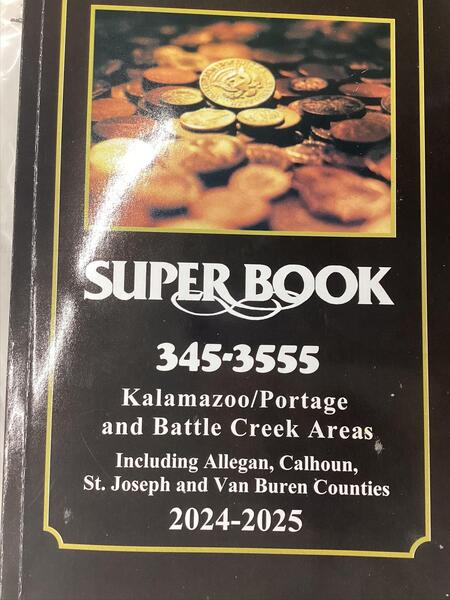 SUPER BOOK
345-3555
Kalamazoo/Portage
and Battle Creek Areas
Including Allegan, Calhoun,
St. Joseph and Van Buren Counties
2024-2025